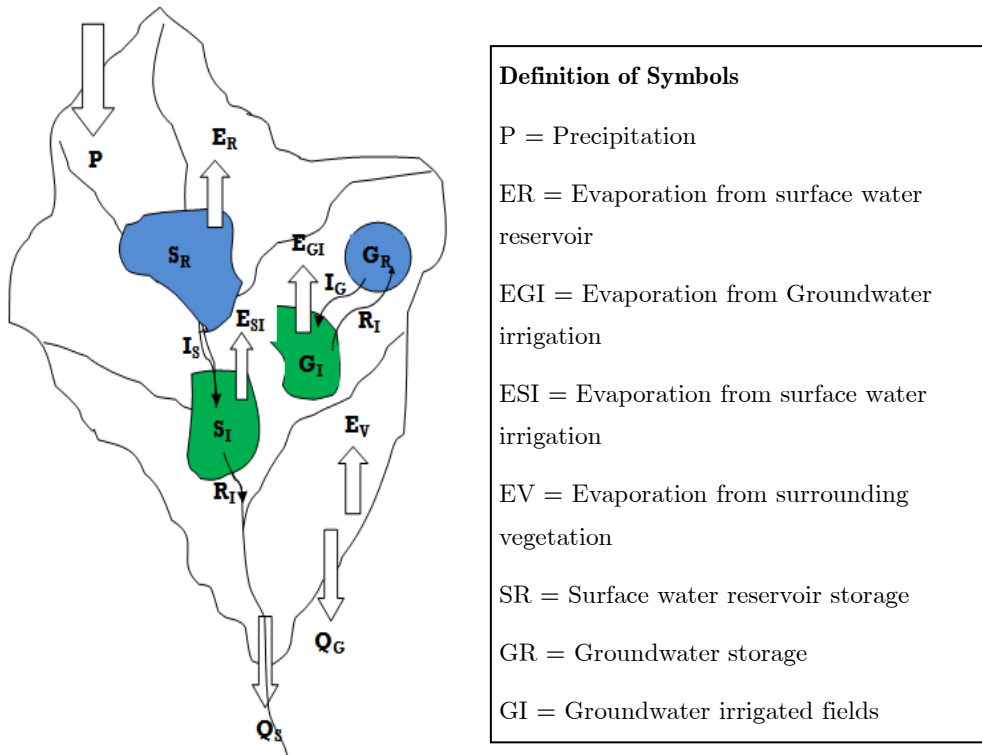 P
E_R
S_R
E_GI
G_R
I_G
R_I
E_SI
I_S
G_I
S_I
E_V
R_I
Q_G
Q_S
Definition of Symbols
P = Precipitation
ER = Evaporation from surface water
reservoir
EGI = Evaporation from Groundwater
irrigation
ESI = Evaporation from surface water
irrigation
EV = Evaporation from surrounding
vegetation
SR = Surface water reservoir storage
GR = Groundwater storage
GI = Groundwater irrigated fields